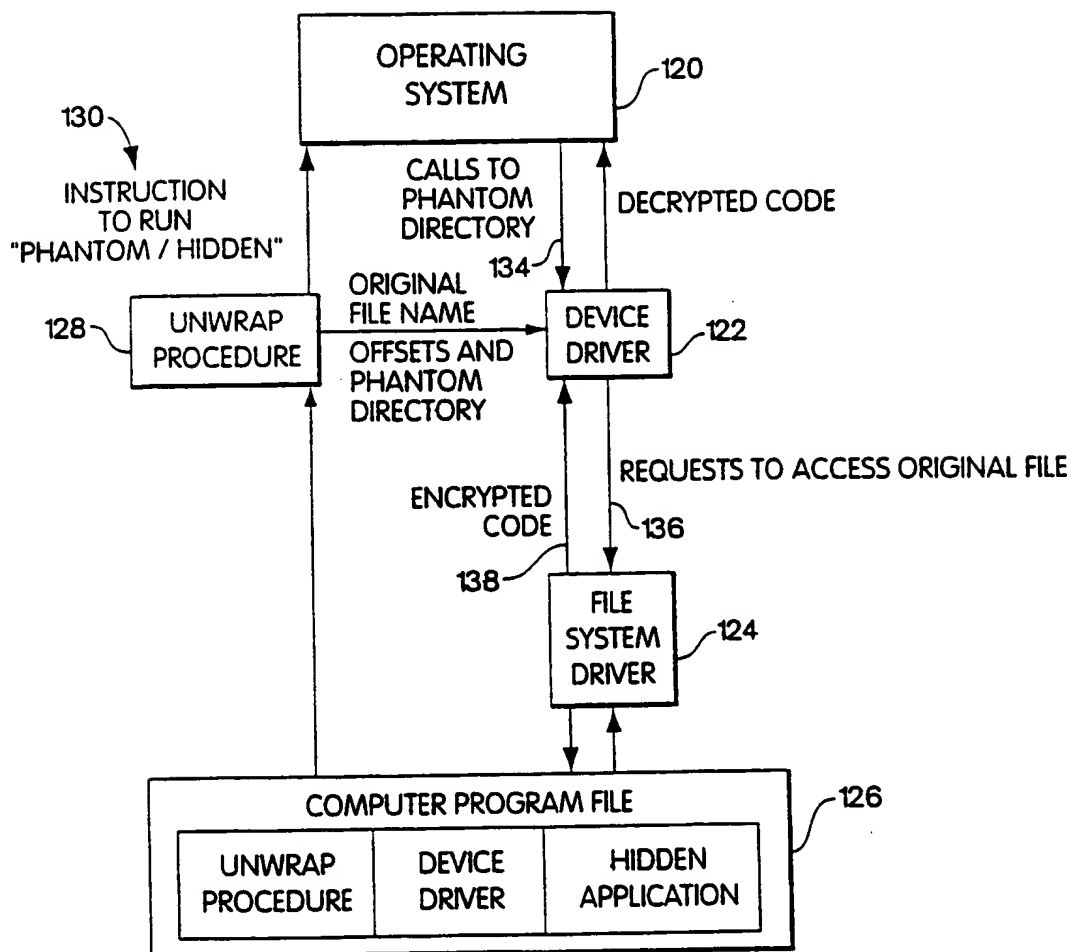 OPERATING
SYSTEM
120
130
INSTRUCTION
TO RUN
"PHANTOM / HIDDEN"
CALLS TO
PHANTOM
DIRECTORY
134
DECRYPTED CODE
128
UNWRAP
PROCEDURE
ORIGINAL
FILE NAME
OFFSETS AND
PHANTOM
DIRECTORY
DEVICE
DRIVER
122
ENCRYPTED
CODE
138
REQUESTS TO ACCESS ORIGINAL FILE
136
FILE
SYSTEM
DRIVER
124
COMPUTER PROGRAM FILE
126
UNWRAP
PROCEDURE
DEVICE
DRIVER
HIDDEN
APPLICATION